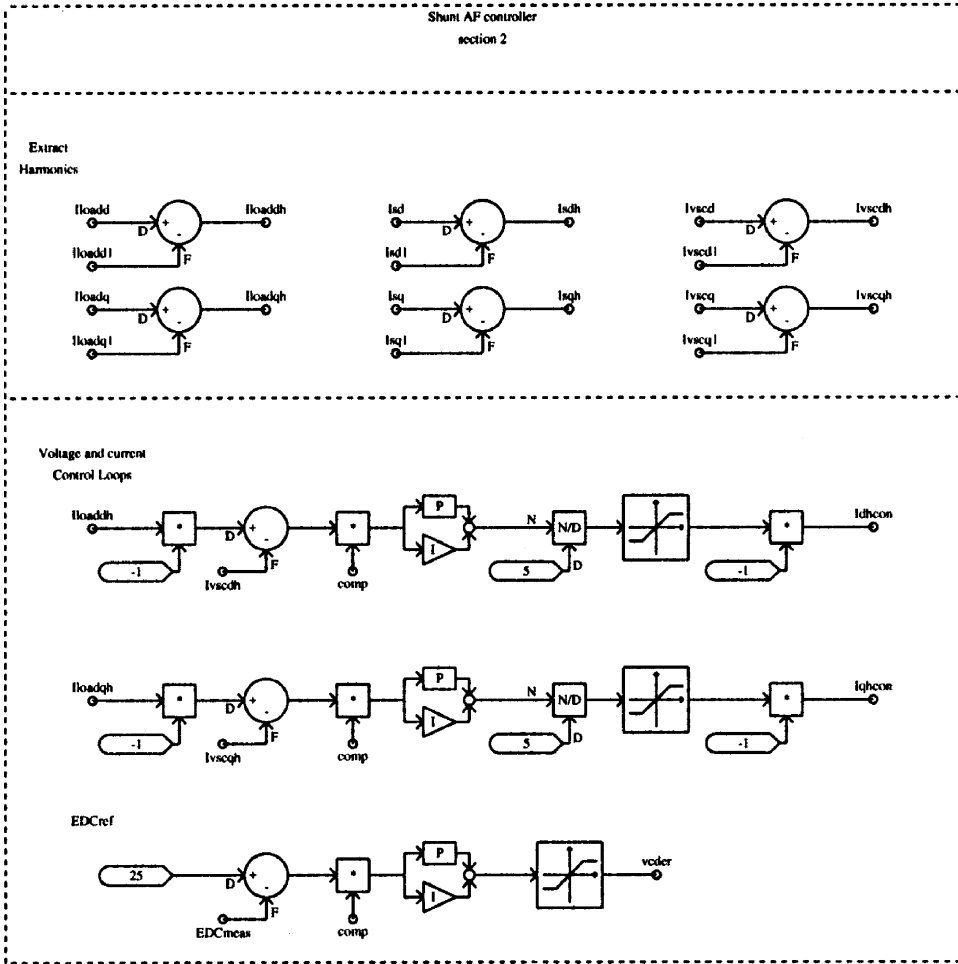 Shunt AF controller
section 2
Extract
Harmonics
Iloadd
D
+
-
F
Iloaddh
Iloadd1
Isd
D
+
-
F
Isdh
Isd1
Ivscd
D
+
-
F
Ivscdh
Ivscd1
Iloadq
D
+
-
F
Iloadqh
Iloadq1
Isq
D
+
-
F
Isqh
Isq1
Ivscq
D
+
-
F
Ivscqh
Ivscq1
Voltage and current
Control Loops
Iloaddh
*
-1
D
+
-
F
Ivscdh
*
comp
P
I
N
N/D
D
5
*
-1
Idhcon
Iloadqh
*
-1
D
+
-
F
Ivscqh
*
comp
P
I
N
N/D
D
5
*
-1
Iqhcon
EDCref
25
D
+
-
F
EDCmeas
*
comp
P
I
vcder